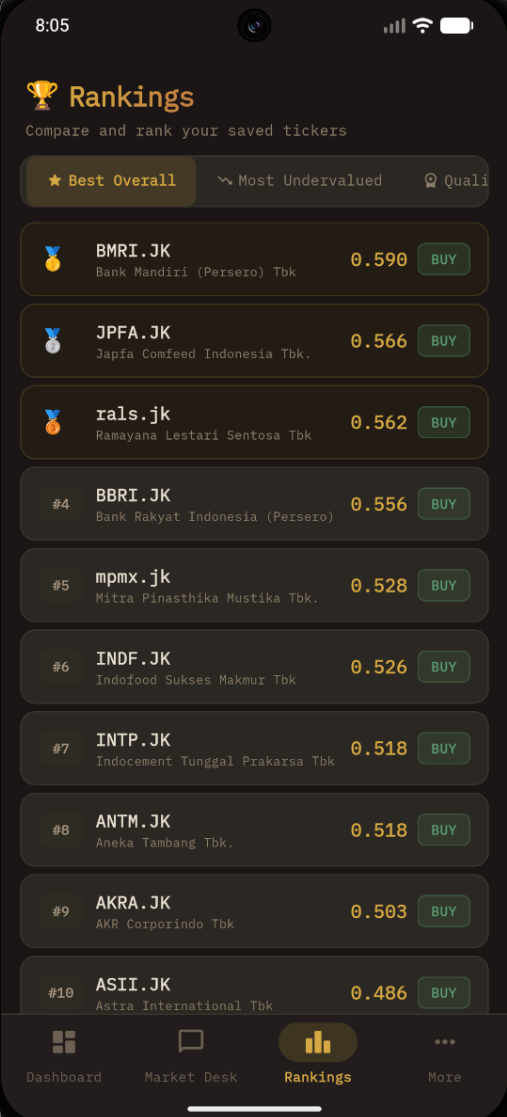 8:05
🏆 Rankings
Compare and rank your saved tickers
Best Overall
Most Undervalued
Quali
BMRI.JK
Bank Mandiri (Persero) Tbk
0.590
BUY
JPFA.JK
Japfa Comfeed Indonesia Tbk.
0.566
BUY
rals.jk
Ramayana Lestari Sentosa Tbk
0.562
BUY
#4
BBRI.JK
Bank Rakyat Indonesia (Persero)
0.556
BUY
#5
mpmx.jk
Mitra Pinasthika Mustika Tbk.
0.528
BUY
#6
INDF.JK
Indofood Sukses Makmur Tbk
0.526
BUY
#7
INTP.JK
Indocement Tunggal Prakarsa Tbk
0.518
BUY
#8
ANTM.JK
Aneka Tambang Tbk.
0.518
BUY
#9
AKRA.JK
AKR Corporindo Tbk
0.503
BUY
#10
ASII.JK
Astra International Tbk
0.486
BUY
Dashboard
Market Desk
Rankings
More